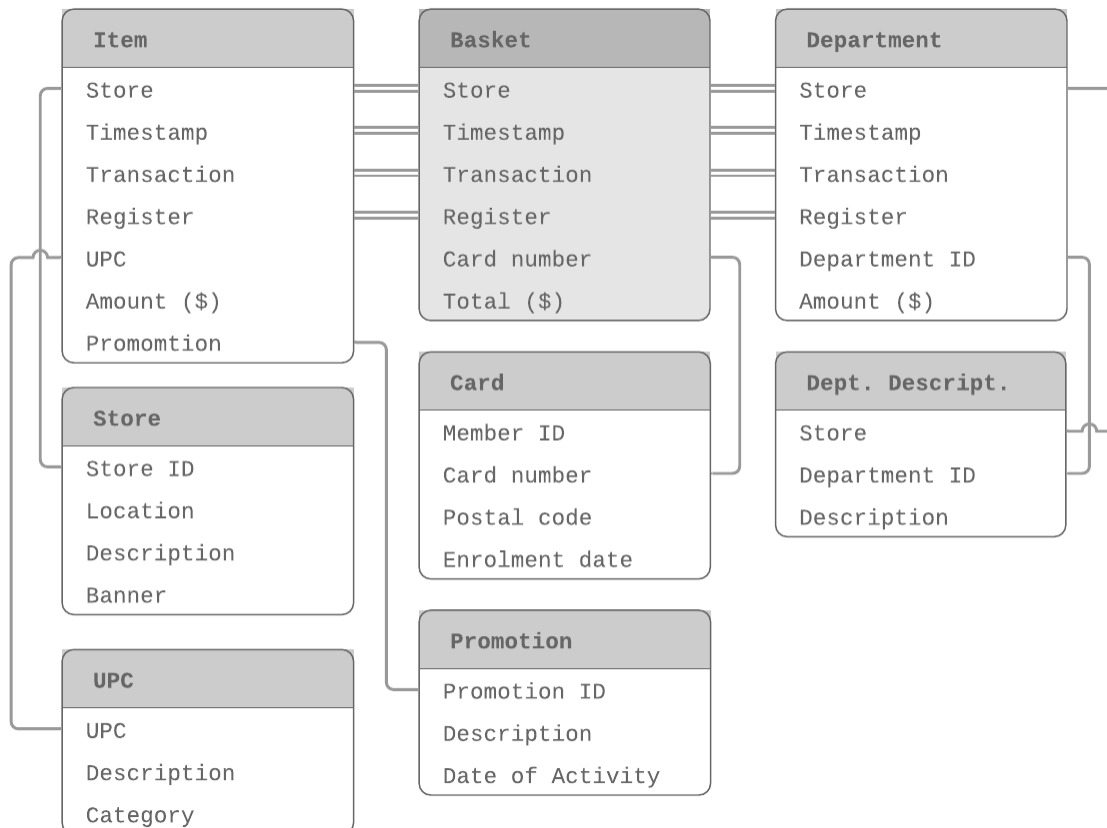 Item
Store
Timestamp
Transaction
Register
UPC
Amount ($)
Promomtion
Store
Store ID
Location
Description
Banner
UPC
UPC
Description
Category
Basket
Store
Timestamp
Transaction
Register
Card number
Total ($)
Card
Member ID
Card number
Postal code
Enrolment date
Promotion
Promotion ID
Description
Date of Activity
Department
Store
Timestamp
Transaction
Register
Department ID
Amount ($)
Dept. Descript.
Store
Department ID
Description